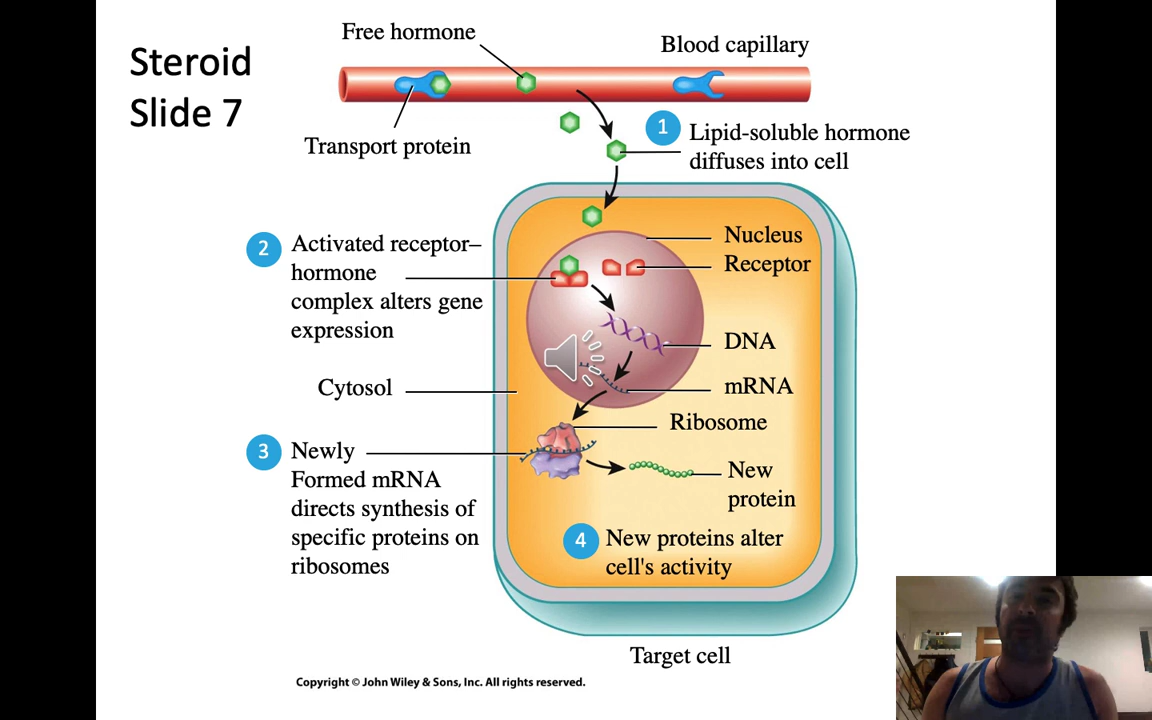 Steroid
Slide 7
Free hormone
Blood capillary
Transport protein
1
Lipid-soluble hormone
diffuses into cell
2
Activated receptor–
hormone
complex alters gene
expression
Nucleus
Receptor
DNA
Cytosol
mRNA
Ribosome
3
Newly
Formed mRNA
directs synthesis of
specific proteins on
ribosomes
New
protein
4
New proteins alter
cell's activity
Target cell
Copyright © John Wiley & Sons, Inc. All rights reserved.